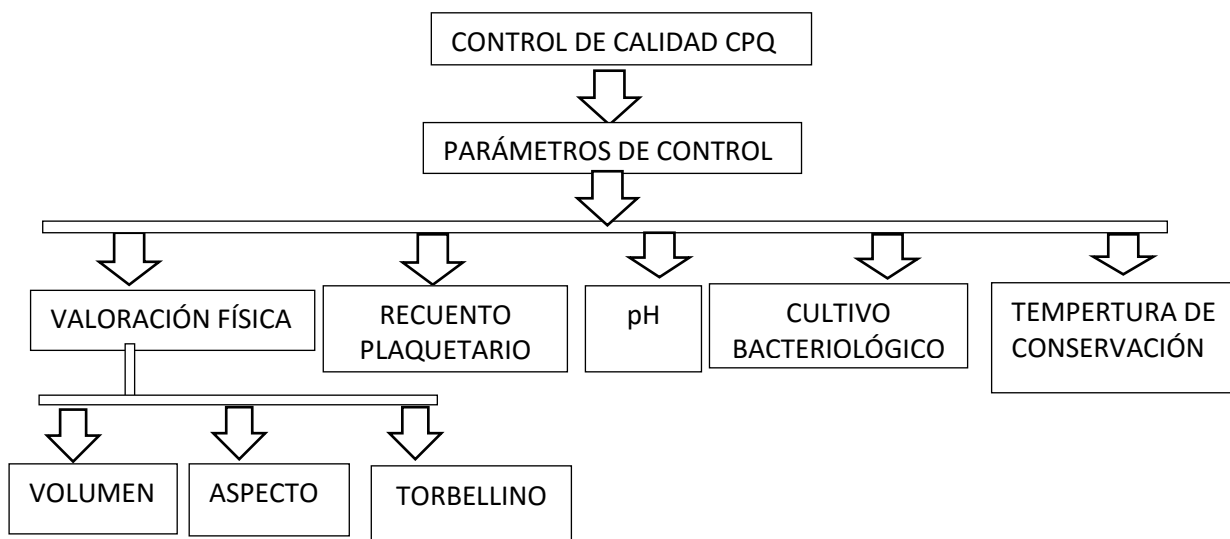 CONTROL DE CALIDAD CPQ
PARÁMETROS DE CONTROL
VALORACIÓN FÍSICA
RECUENTO
PLAQUETARIO
pH
CULTIVO
BACTERIOLÓGICO
TEMPERTURA DE
CONSERVACIÓN
VOLUMEN
ASPECTO
TORBELLINO